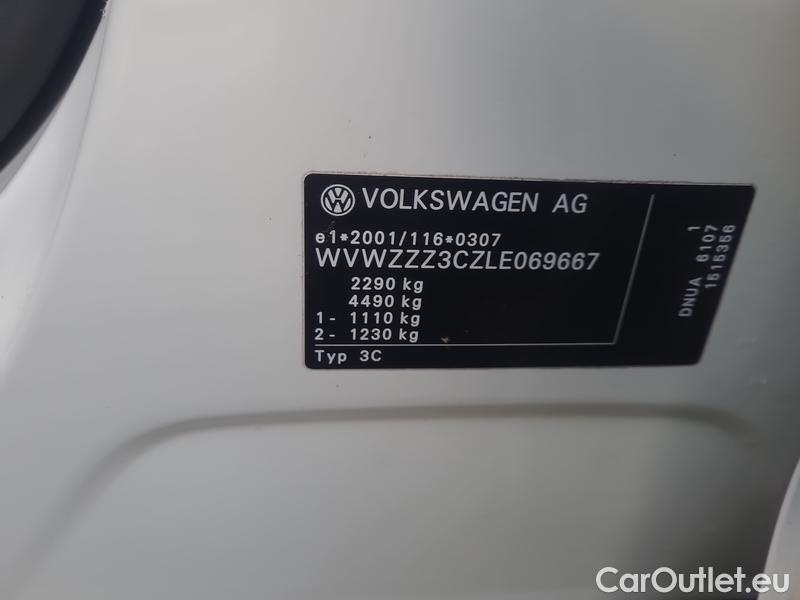 VOLKSWAGEN AG
e1*2001/116*0307
WVWZZZ3CZLE069667
2290 kg
4490 kg
1 - 1110 kg
2 - 1230 kg
Typ 3C
1
DNUA 6107
1515356
CarOutlet.eu